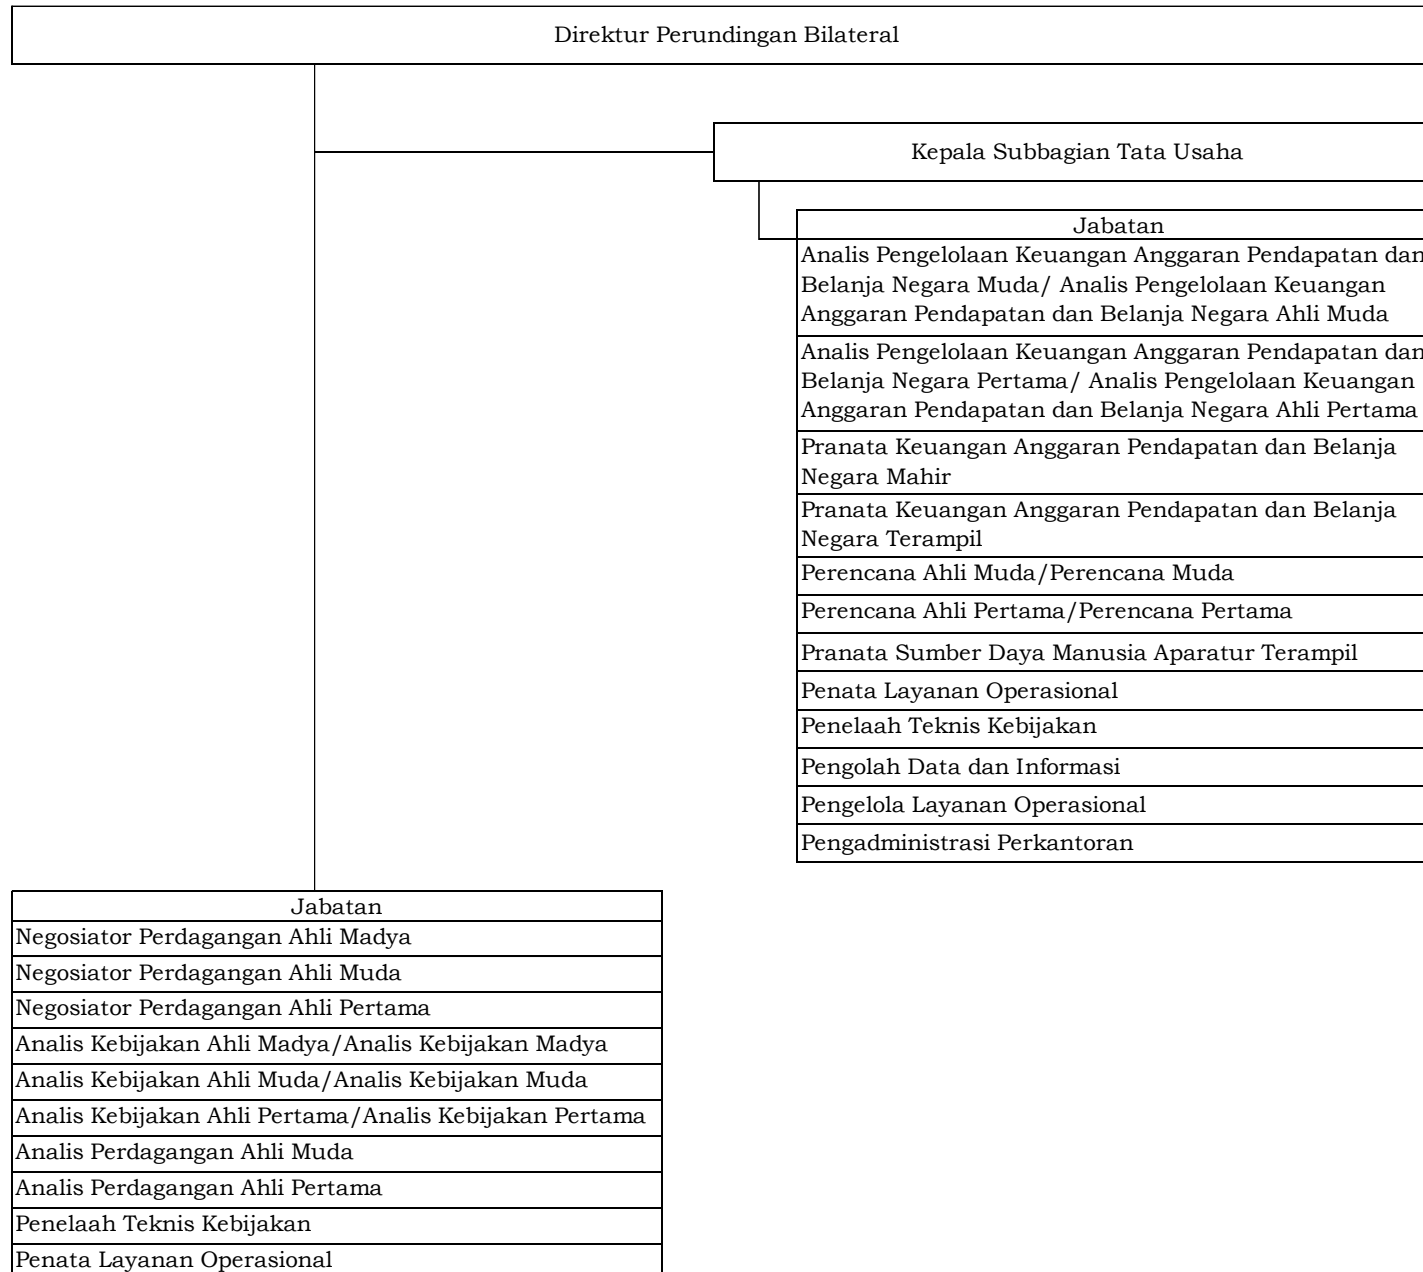 Direktur Perundingan Bilateral
Kepala Subbagian Tata Usaha
Jabatan
Analis Pengelolaan Keuangan Anggaran Pendapatan dan
Belanja Negara Muda/ Analis Pengelolaan Keuangan
Anggaran Pendapatan dan Belanja Negara Ahli Muda
Analis Pengelolaan Keuangan Anggaran Pendapatan dan
Belanja Negara Pertama/ Analis Pengelolaan Keuangan
Anggaran Pendapatan dan Belanja Negara Ahli Pertama
Pranata Keuangan Anggaran Pendapatan dan Belanja
Negara Mahir
Pranata Keuangan Anggaran Pendapatan dan Belanja
Negara Terampil
Perencana Ahli Muda/Perencana Muda
Perencana Ahli Pertama/Perencana Pertama
Pranata Sumber Daya Manusia Aparatur Terampil
Penata Layanan Operasional
Penelaah Teknis Kebijakan
Pengolah Data dan Informasi
Pengelola Layanan Operasional
Pengadministrasi Perkantoran
Jabatan
Negosiator Perdagangan Ahli Madya
Negosiator Perdagangan Ahli Muda
Negosiator Perdagangan Ahli Pertama
Analis Kebijakan Ahli Madya/Analis Kebijakan Madya
Analis Kebijakan Ahli Muda/Analis Kebijakan Muda
Analis Kebijakan Ahli Pertama/Analis Kebijakan Pertama
Analis Perdagangan Ahli Muda
Analis Perdagangan Ahli Pertama
Penelaah Teknis Kebijakan
Penata Layanan Operasional